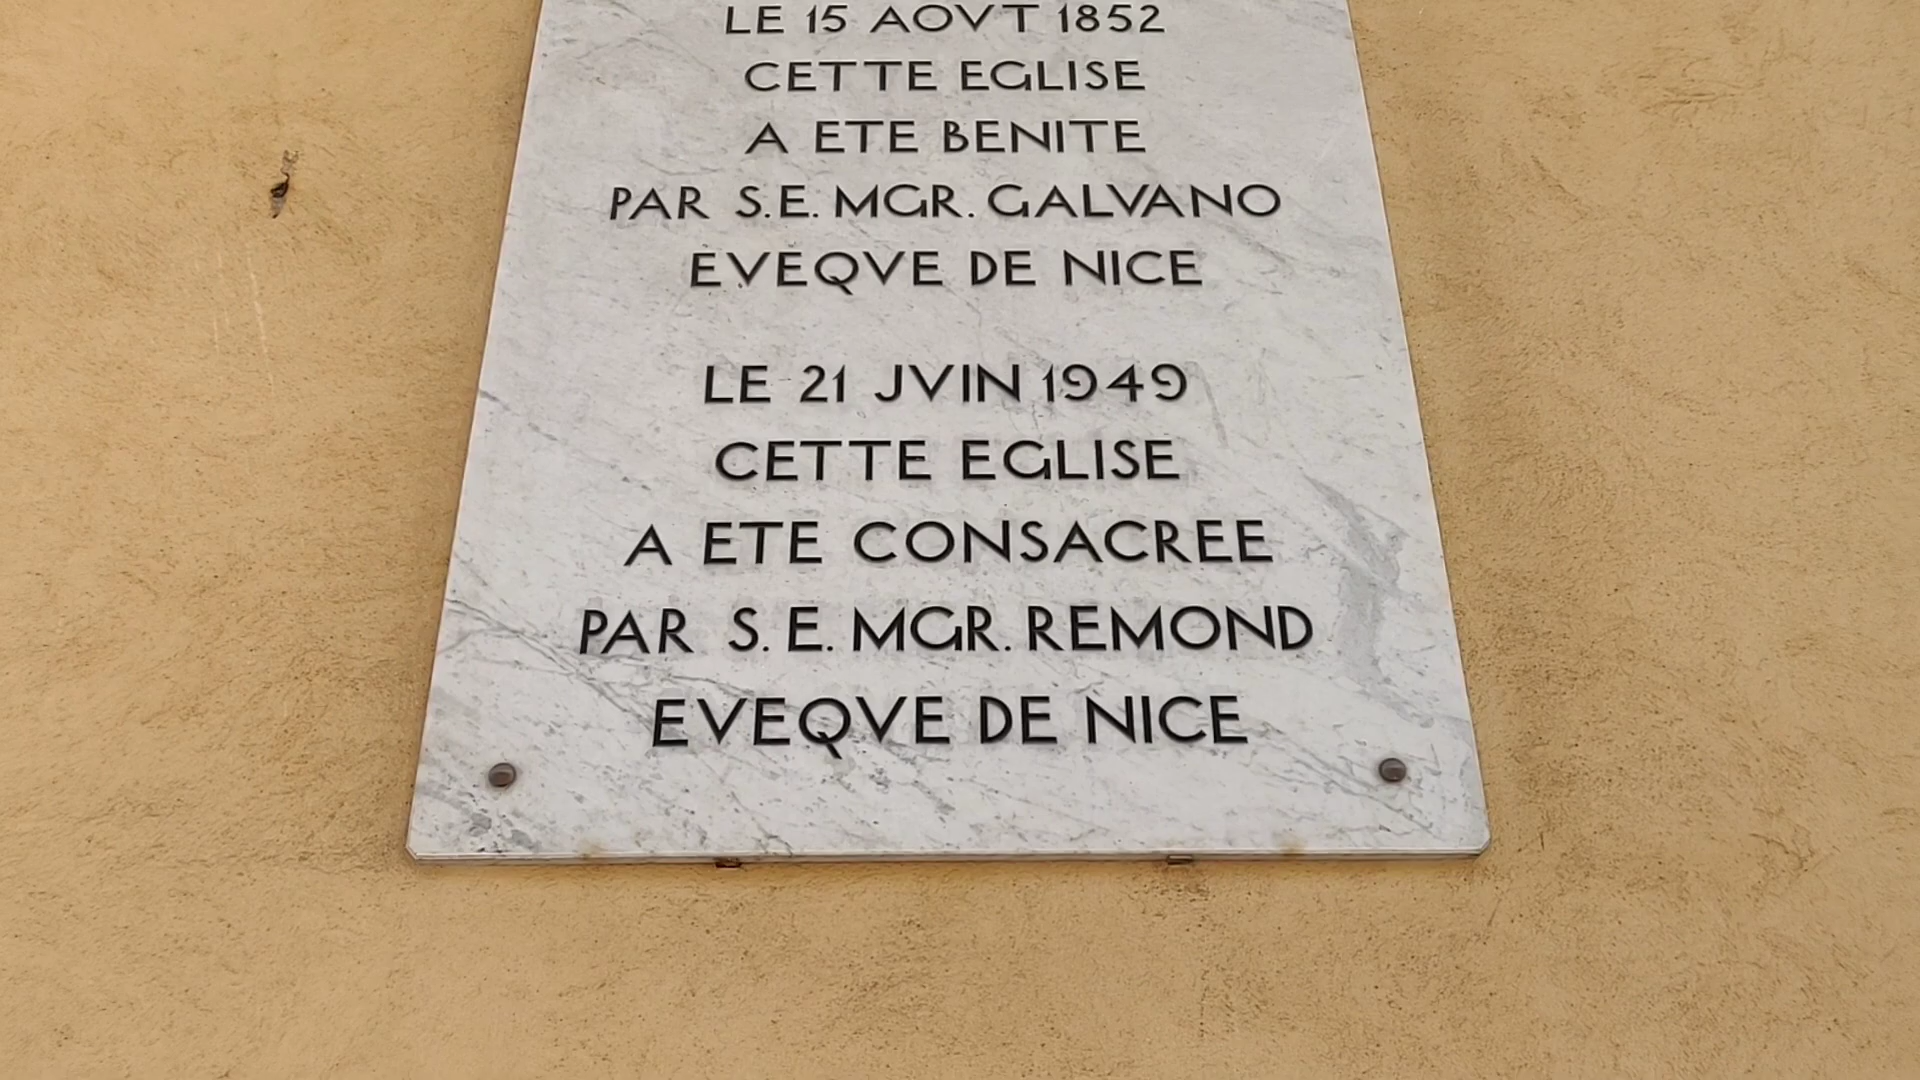 LE 15 AOVT 1852
CETTE EGLISE
A ETE BENITE
PAR S.E. MGR. GALVANO
EVEQVE DE NICE
LE 21 JVIN 1949
CETTE EGLISE
A ETE CONSACREE
PAR S.E. MGR. REMOND
EVEQVE DE NICE